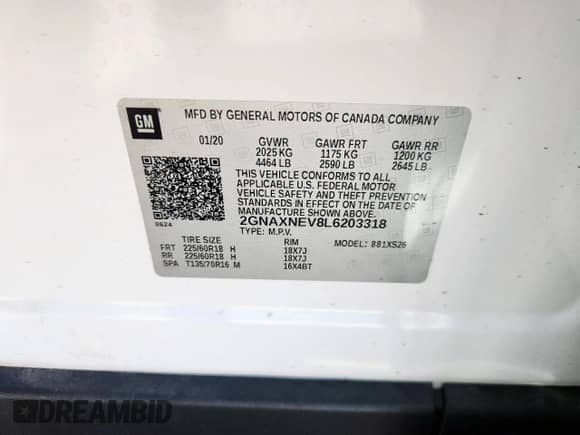 GM
MFD BY GENERAL MOTORS OF CANADA COMPANY
01/20 GVWR GAWR FRT GAWR RR
2025 KG 1175 KG 1200 KG
4464 LB 2590 LB 2645 LB
THIS VEHICLE CONFORMS TO ALL
APPLICABLE U.S. FEDERAL MOTOR
VEHICLE SAFETY AND THEFT PREVENTION
STANDARDS IN EFFECT ON THE DATE OF
MANUFACTURE SHOWN ABOVE.
2GNAXNEV8L6203318
TYPE: M.P.V. MODEL: 881XS26
0624
TIRE SIZE RIM
FRT 225/60R18 H 18X7J
RR 225/60R18 H 18X7J
SPA T135/70R16 M 16X4BT
DREAMBID